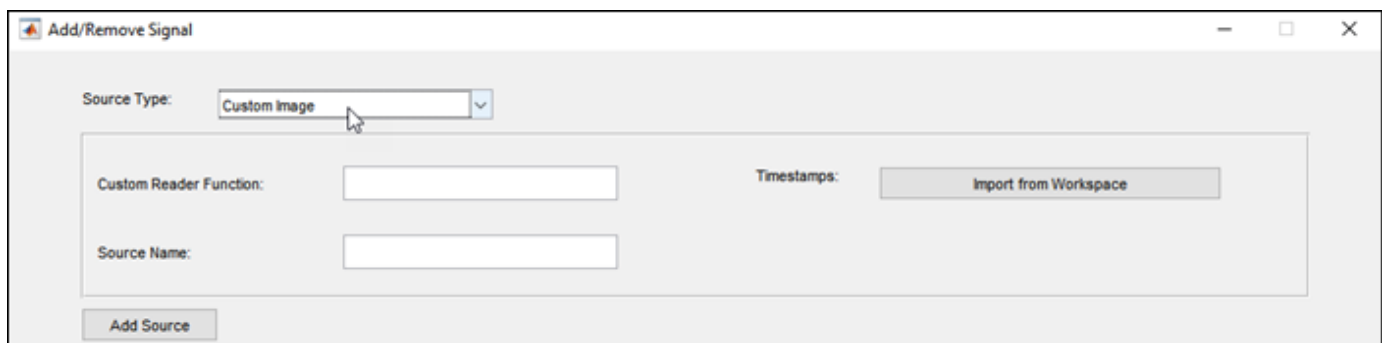 Add/Remove Signal
Source Type: Custom Image
Custom Reader Function: Timestamps: Import from Workspace
Source Name:
Add Source